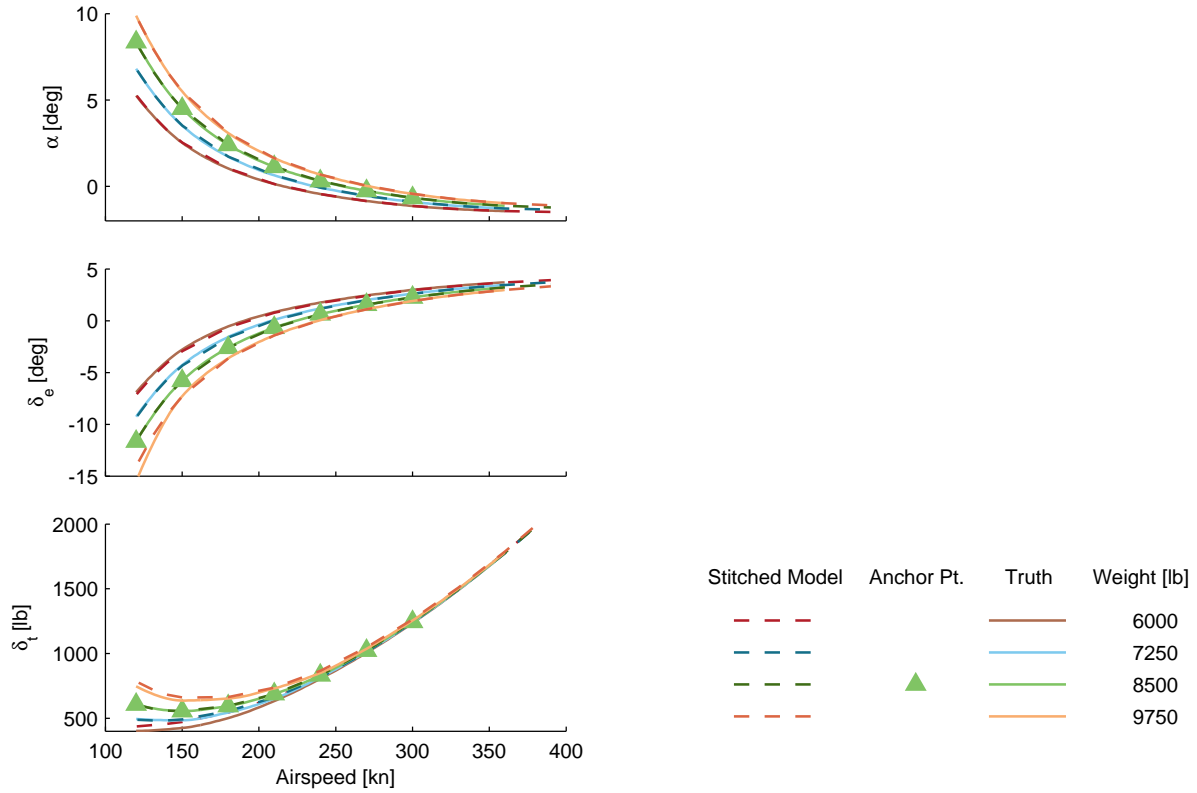 10
5
0
α [deg]
5
0
-5
-10
-15
δe [deg]
2000
1500
1000
500
δt [lb]
100 150 200 250 300 350 400
Airspeed [kn]
Stitched Model Anchor Pt. Truth Weight [lb]
6000
7250
8500
9750